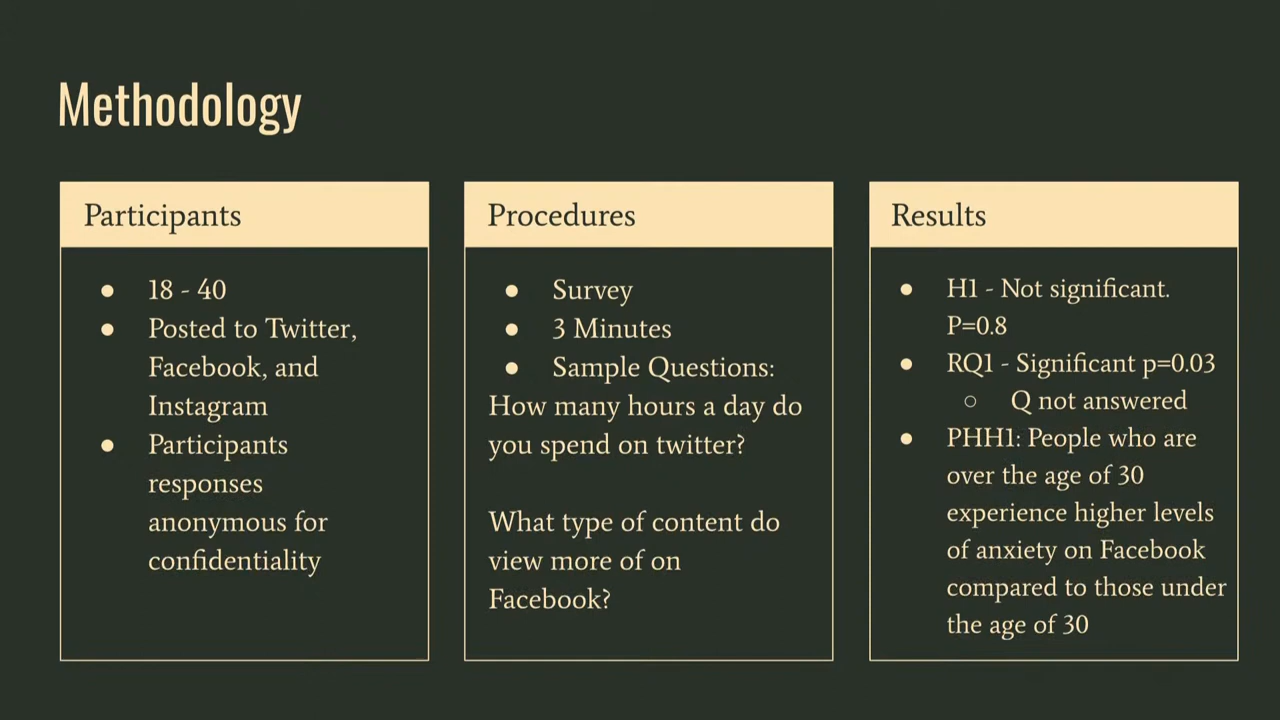 Methodology
Participants
● 18 - 40
● Posted to Twitter,
Facebook, and
Instagram
● Participants
responses
anonymous for
confidentiality
Procedures
● Survey
● 3 Minutes
● Sample Questions:
How many hours a day do
you spend on twitter?
What type of content do
view more of on
Facebook?
Results
● H1 - Not significant.
P=0.8
● RQ1 - Significant p=0.03
○ Q not answered
● PHH1: People who are
over the age of 30
experience higher levels
of anxiety on Facebook
compared to those under
the age of 30